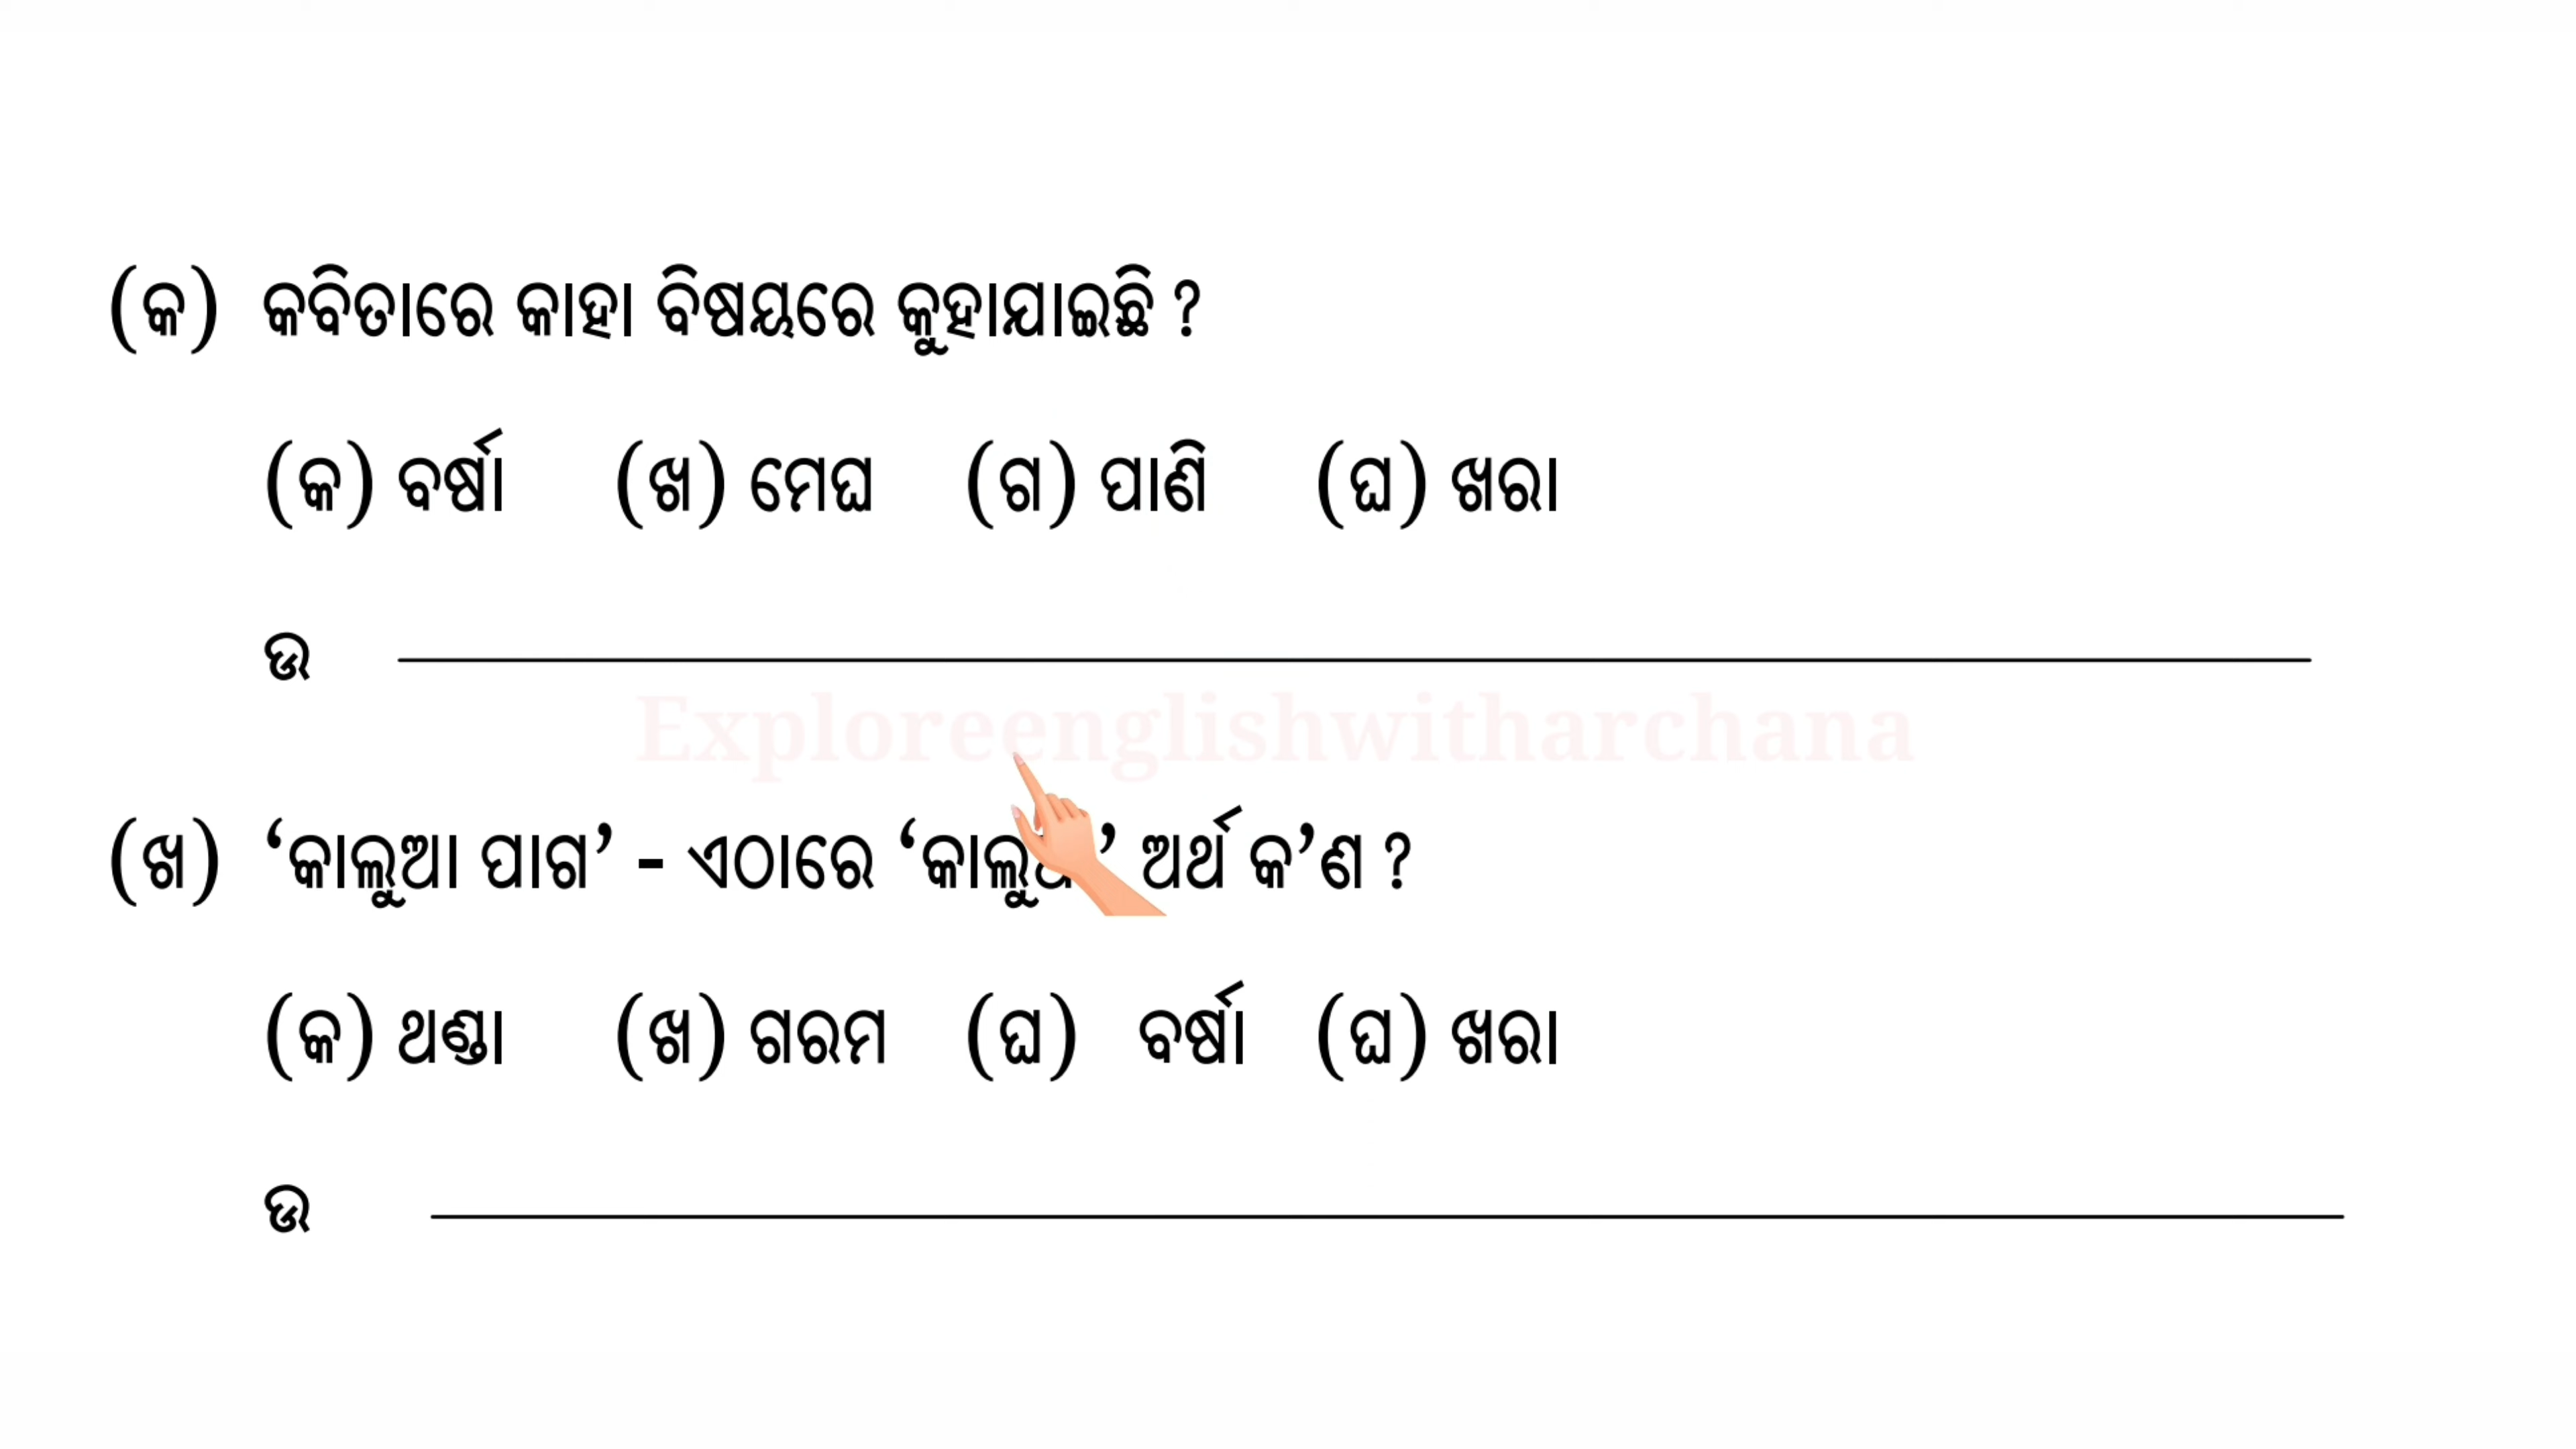 (କ) କବିତାରେ କାହା ବିଷୟରେ କୁହାଯାଇଛି ?
(କ) ବର୍ଷା (ଖ) ମେଘ (ଗ) ପାଣି (ଘ) ଖରା
ଉ
Exploreenglishwitharchana
(ଖ) ‘କାଲୁଆ ପାଗ’ - ଏଠାରେ ‘କାଲୁଆ’ ଅର୍ଥ କ’ଣ ?
(କ) ଥଣ୍ଡା (ଖ) ଗରମ (ଘ) ବର୍ଷା (ଘ) ଖରା
ଉ